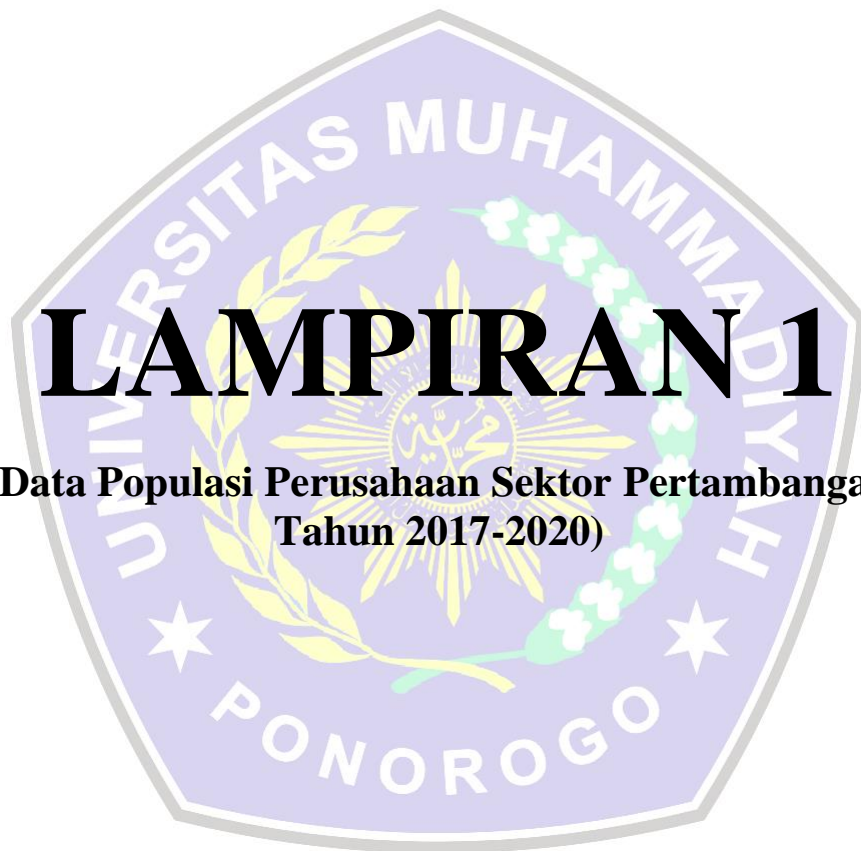 UNIVERSITAS MUHAMMADIYAH
LAMPIRAN 1
Data Populasi Perusahaan Sektor Pertambanga
Tahun 2017-2020)
PONOROGO